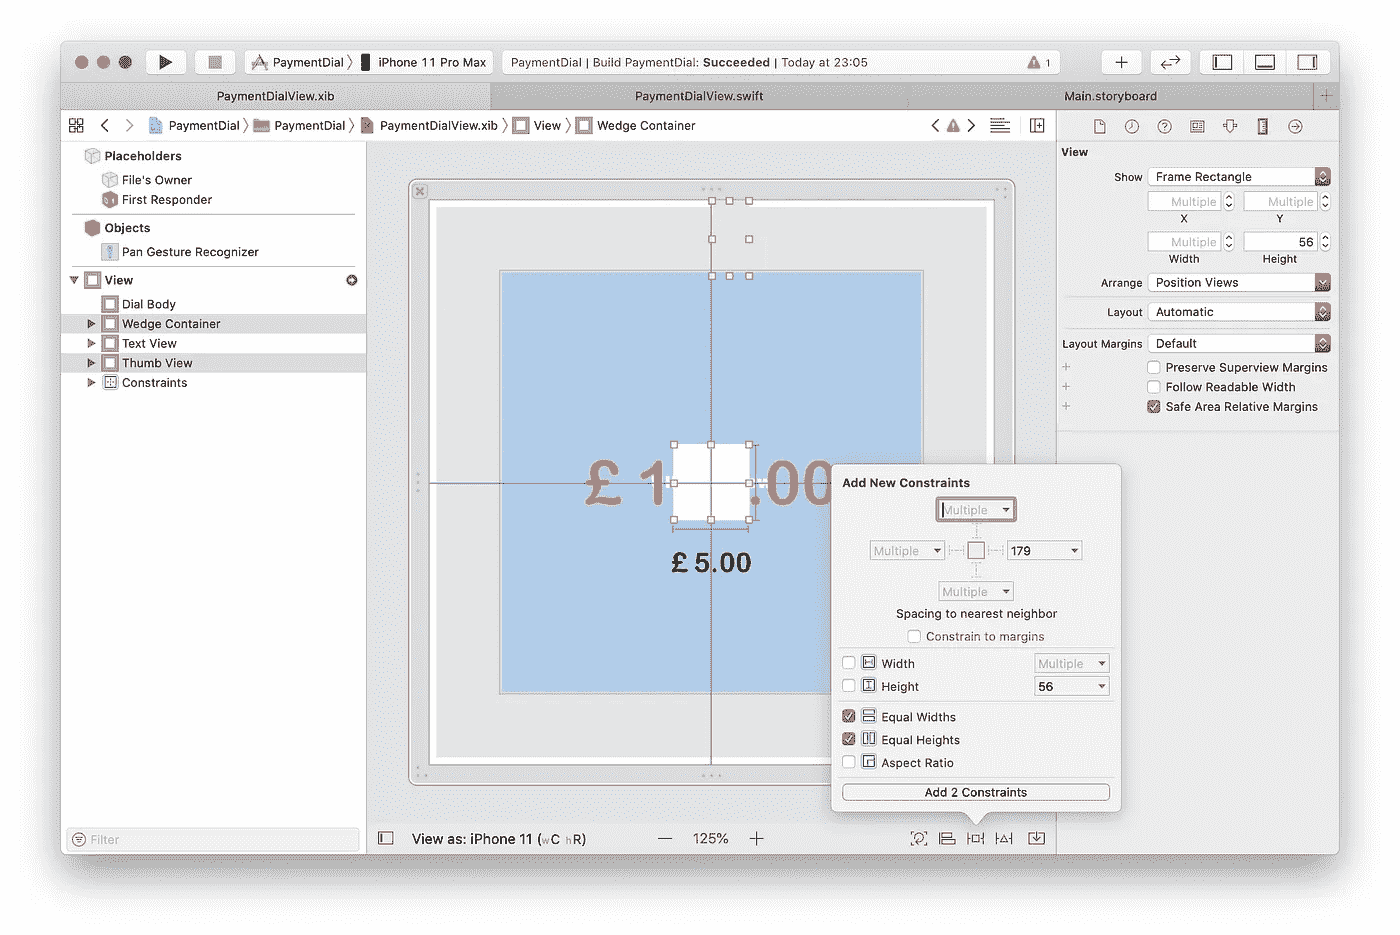 PaymentDial
iPhone 11 Pro Max
PaymentDial | Build PaymentDial: Succeeded | Today at 23:05
1
PaymentDialView.xib
PaymentDialView.swift
Main.storyboard
PaymentDial
PaymentDial
PaymentDialView.xib
View
Wedge Container
Placeholders
File's Owner
First Responder
Objects
Pan Gesture Recognizer
View
Dial Body
Wedge Container
Text View
Thumb View
Constraints
Filter
£ 1
.00
£ 5.00
View as: iPhone 11 (wC hR)
125%
View
Show Frame Rectangle
Multiple Multiple
X Y
Multiple 56
Width Height
Arrange Position Views
Layout Automatic
Layout Margins Default
Preserve Superview Margins
Follow Readable Width
Safe Area Relative Margins
Add New Constraints
Multiple
Multiple 179
Multiple
Spacing to nearest neighbor
Constrain to margins
Width Multiple
Height 56
Equal Widths
Equal Heights
Aspect Ratio
Add 2 Constraints